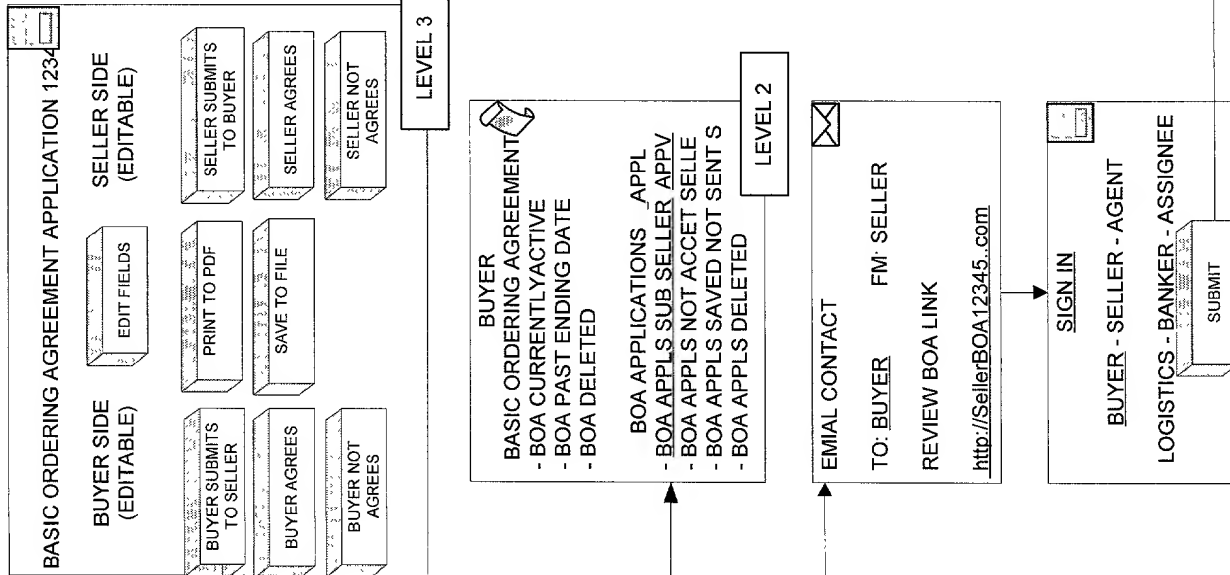 BASIC ORDERING AGREEMENT APPLICATION 1234
BUYER SIDE
(EDITABLE)
SELLER SIDE
(EDITABLE)
EDIT FIELDS
BUYER SUBMITS
TO SELLER
PRINT TO PDF
SELLER SUBMITS
TO BUYER
BUYER AGREES
SAVE TO FILE
SELLER AGREES
BUYER NOT
AGREES
SELLER NOT
AGREES
LEVEL 3
BUYER
BASIC ORDERING AGREEMENT
- BOA CURRENTLYACTIVE
- BOA PAST ENDING DATE
- BOA DELETED
BOA APPLICATIONS_APPL
- BOA APPLS SUB SELLER_APPV
- BOA APPLS NOT ACCET SELLE
- BOA APPLS SAVED NOT SENT S
- BOA APPLS DELETED
LEVEL 2
EMIAL CONTACT
TO: BUYER FM: SELLER
REVIEW BOA LINK
http://SellerBOA12345..com
SIGN IN
BUYER - SELLER - AGENT
LOGISTICS - BANKER - ASSIGNEE
SUBMIT